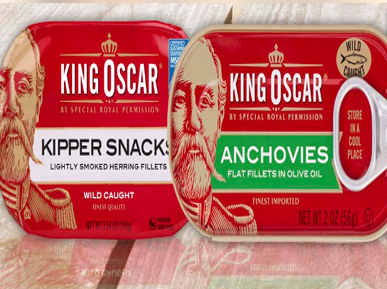 KING OSCAR
BY SPECIAL ROYAL PERMISSION
KIPPER SNACKS
LIGHTLY SMOKED HERRING FILLETS
WILD CAUGHT
FINEST QUALITY
KING OSCAR
BY SPECIAL ROYAL PERMISSION
ANCHOVIES
FLAT FILLETS IN OLIVE OIL
FINEST IMPORTED
NET WT 2 OZ (56g)
WILD
CAUGHT
STORE
IN A
COOL
PLACE